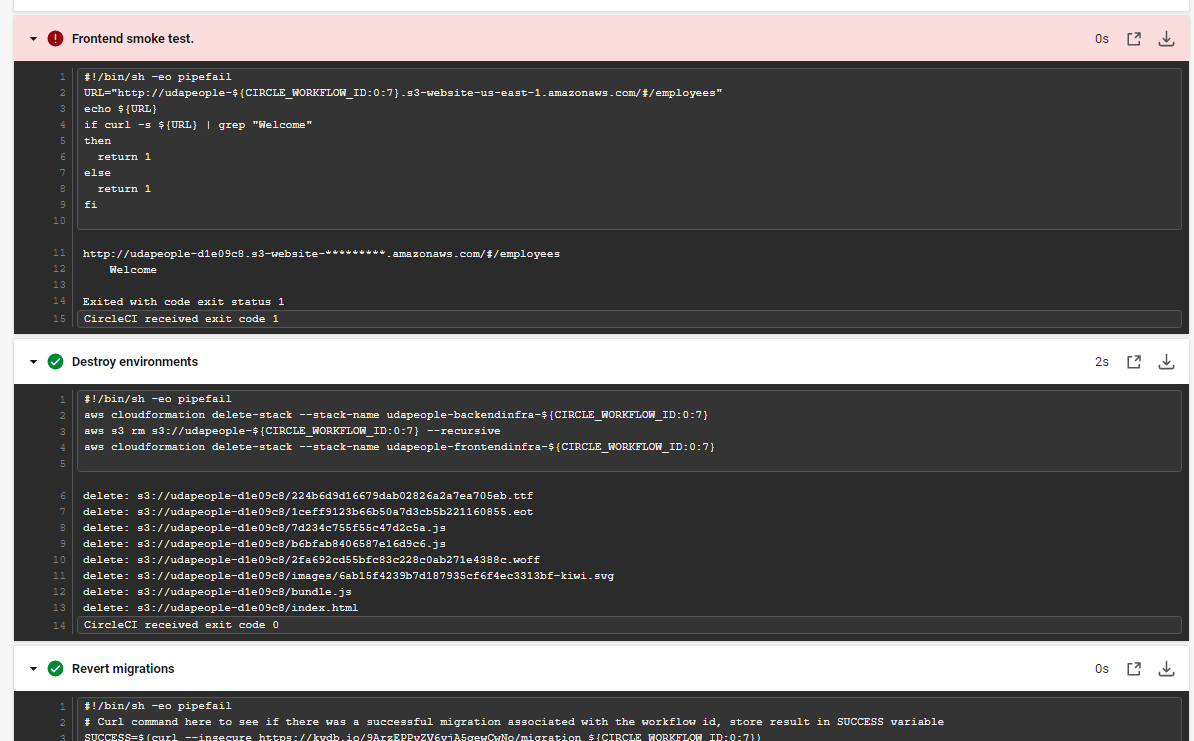 Frontend smoke test.
0s
1 #!/bin/sh -eo pipefail
2 URL="http://udapeople-${CIRCLE_WORKFLOW_ID:0:7}.s3-website-us-east-1.amazonaws.com/#/employees"
3 echo ${URL}
4 if curl -s ${URL} | grep "Welcome"
5 then
6   return 1
7 else
8   return 1
9 fi
10
11 http://udapeople-d1e09c8.s3-website-*********.amazonaws.com/#/employees
12     Welcome
13
14 Exited with code exit status 1
15 CircleCI received exit code 1
Destroy environments
2s
1 #!/bin/sh -eo pipefail
2 aws cloudformation delete-stack --stack-name udapeople-backendinfra-${CIRCLE_WORKFLOW_ID:0:7}
3 aws s3 rm s3://udapeople-${CIRCLE_WORKFLOW_ID:0:7} --recursive
4 aws cloudformation delete-stack --stack-name udapeople-frontendinfra-${CIRCLE_WORKFLOW_ID:0:7}
5
6 delete: s3://udapeople-d1e09c8/224b6d9d16679dab02826a2a7ea705eb.ttf
7 delete: s3://udapeople-d1e09c8/1ceff9123b66b50a7d3cb5b221160855.eot
8 delete: s3://udapeople-d1e09c8/7d234c755f55c47d2c5a.js
9 delete: s3://udapeople-d1e09c8/b6bfab8406587e16d9c6.js
10 delete: s3://udapeople-d1e09c8/2fa692cd55bfc83c228c0ab271e4388c.woff
11 delete: s3://udapeople-d1e09c8/images/6ab15f4239b7d187935cf6f4ec3313bf-kiwi.svg
12 delete: s3://udapeople-d1e09c8/bundle.js
13 delete: s3://udapeople-d1e09c8/index.html
14 CircleCI received exit code 0
Revert migrations
0s
1 #!/bin/sh -eo pipefail
2 # Curl command here to see if there was a successful migration associated with the workflow id, store result in SUCCESS variable
3 SUCCESS=$(curl --insecure